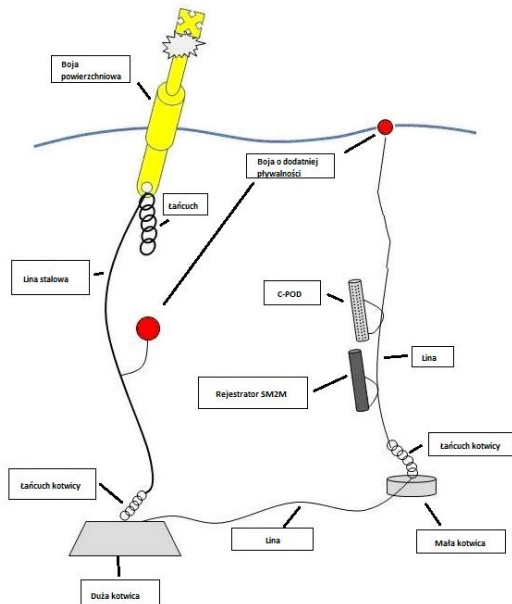 Boja
powierzchniowa
Boja o dodatniej
pływalności
Łańcuch
Lina stalowa
C-POD
Lina
Rejestrator SM2M
Łańcuch kotwicy
Łańcuch kotwicy
Lina
Mała kotwica
Duża kotwica